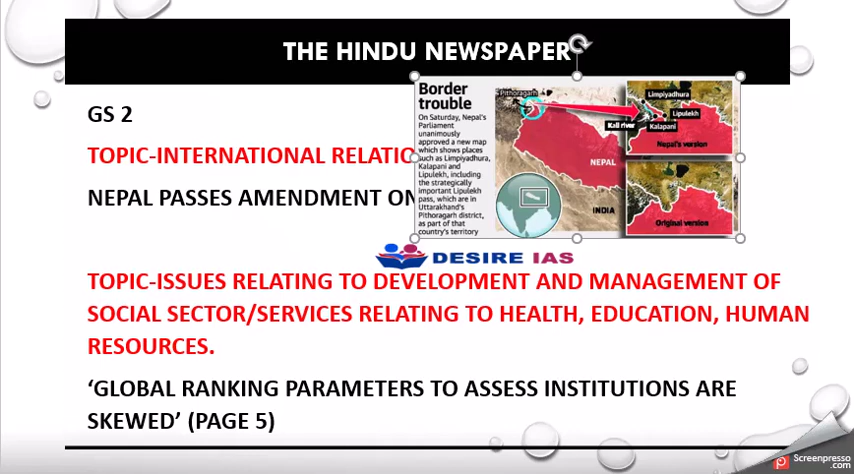 THE HINDU NEWSPAPER
GS 2
TOPIC-INTERNATIONAL RELATIO
NEPAL PASSES AMENDMENT ON
Border
trouble
On Saturday, Nepal's
Parliament
unanimously
approved a new map
which shows places
such as Limpiyadhura,
Kalapani and
Lipulekh, including
the strategically
important Lipulekh
pass, which are in
Uttarakhand's
Pithoragarh district,
as part of that
country's territory
Pithoragarh
NEPAL
INDIA
Limpiyadhura
Lipulekh
Kali river
Kalapani
Nepal's version
Original version
DESIRE IAS
TOPIC-ISSUES RELATING TO DEVELOPMENT AND MANAGEMENT OF
SOCIAL SECTOR/SERVICES RELATING TO HEALTH, EDUCATION, HUMAN
RESOURCES.
‘GLOBAL RANKING PARAMETERS TO ASSESS INSTITUTIONS ARE
SKEWED’ (PAGE 5)
Screenpresso
.com